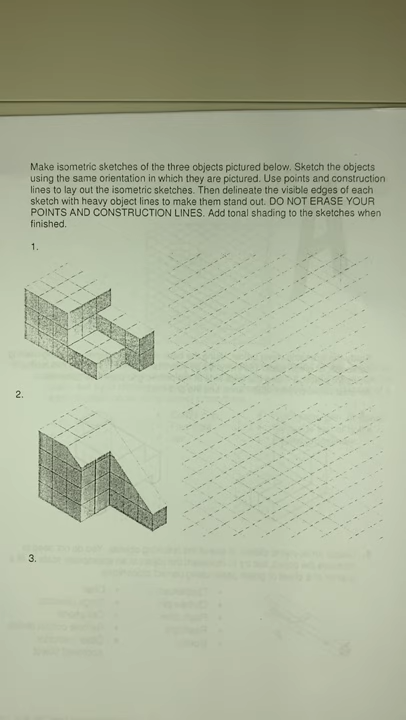 Make isometric sketches of the three objects pictured below. Sketch the objects
using the same orientation in which they are pictured. Use points and construction
lines to lay out the isometric sketches. Then delineate the visible edges of each
sketch with heavy object lines to make them stand out. DO NOT ERASE YOUR
POINTS AND CONSTRUCTION LINES. Add tonal shading to the sketches when
finished.
1.
2.
3.